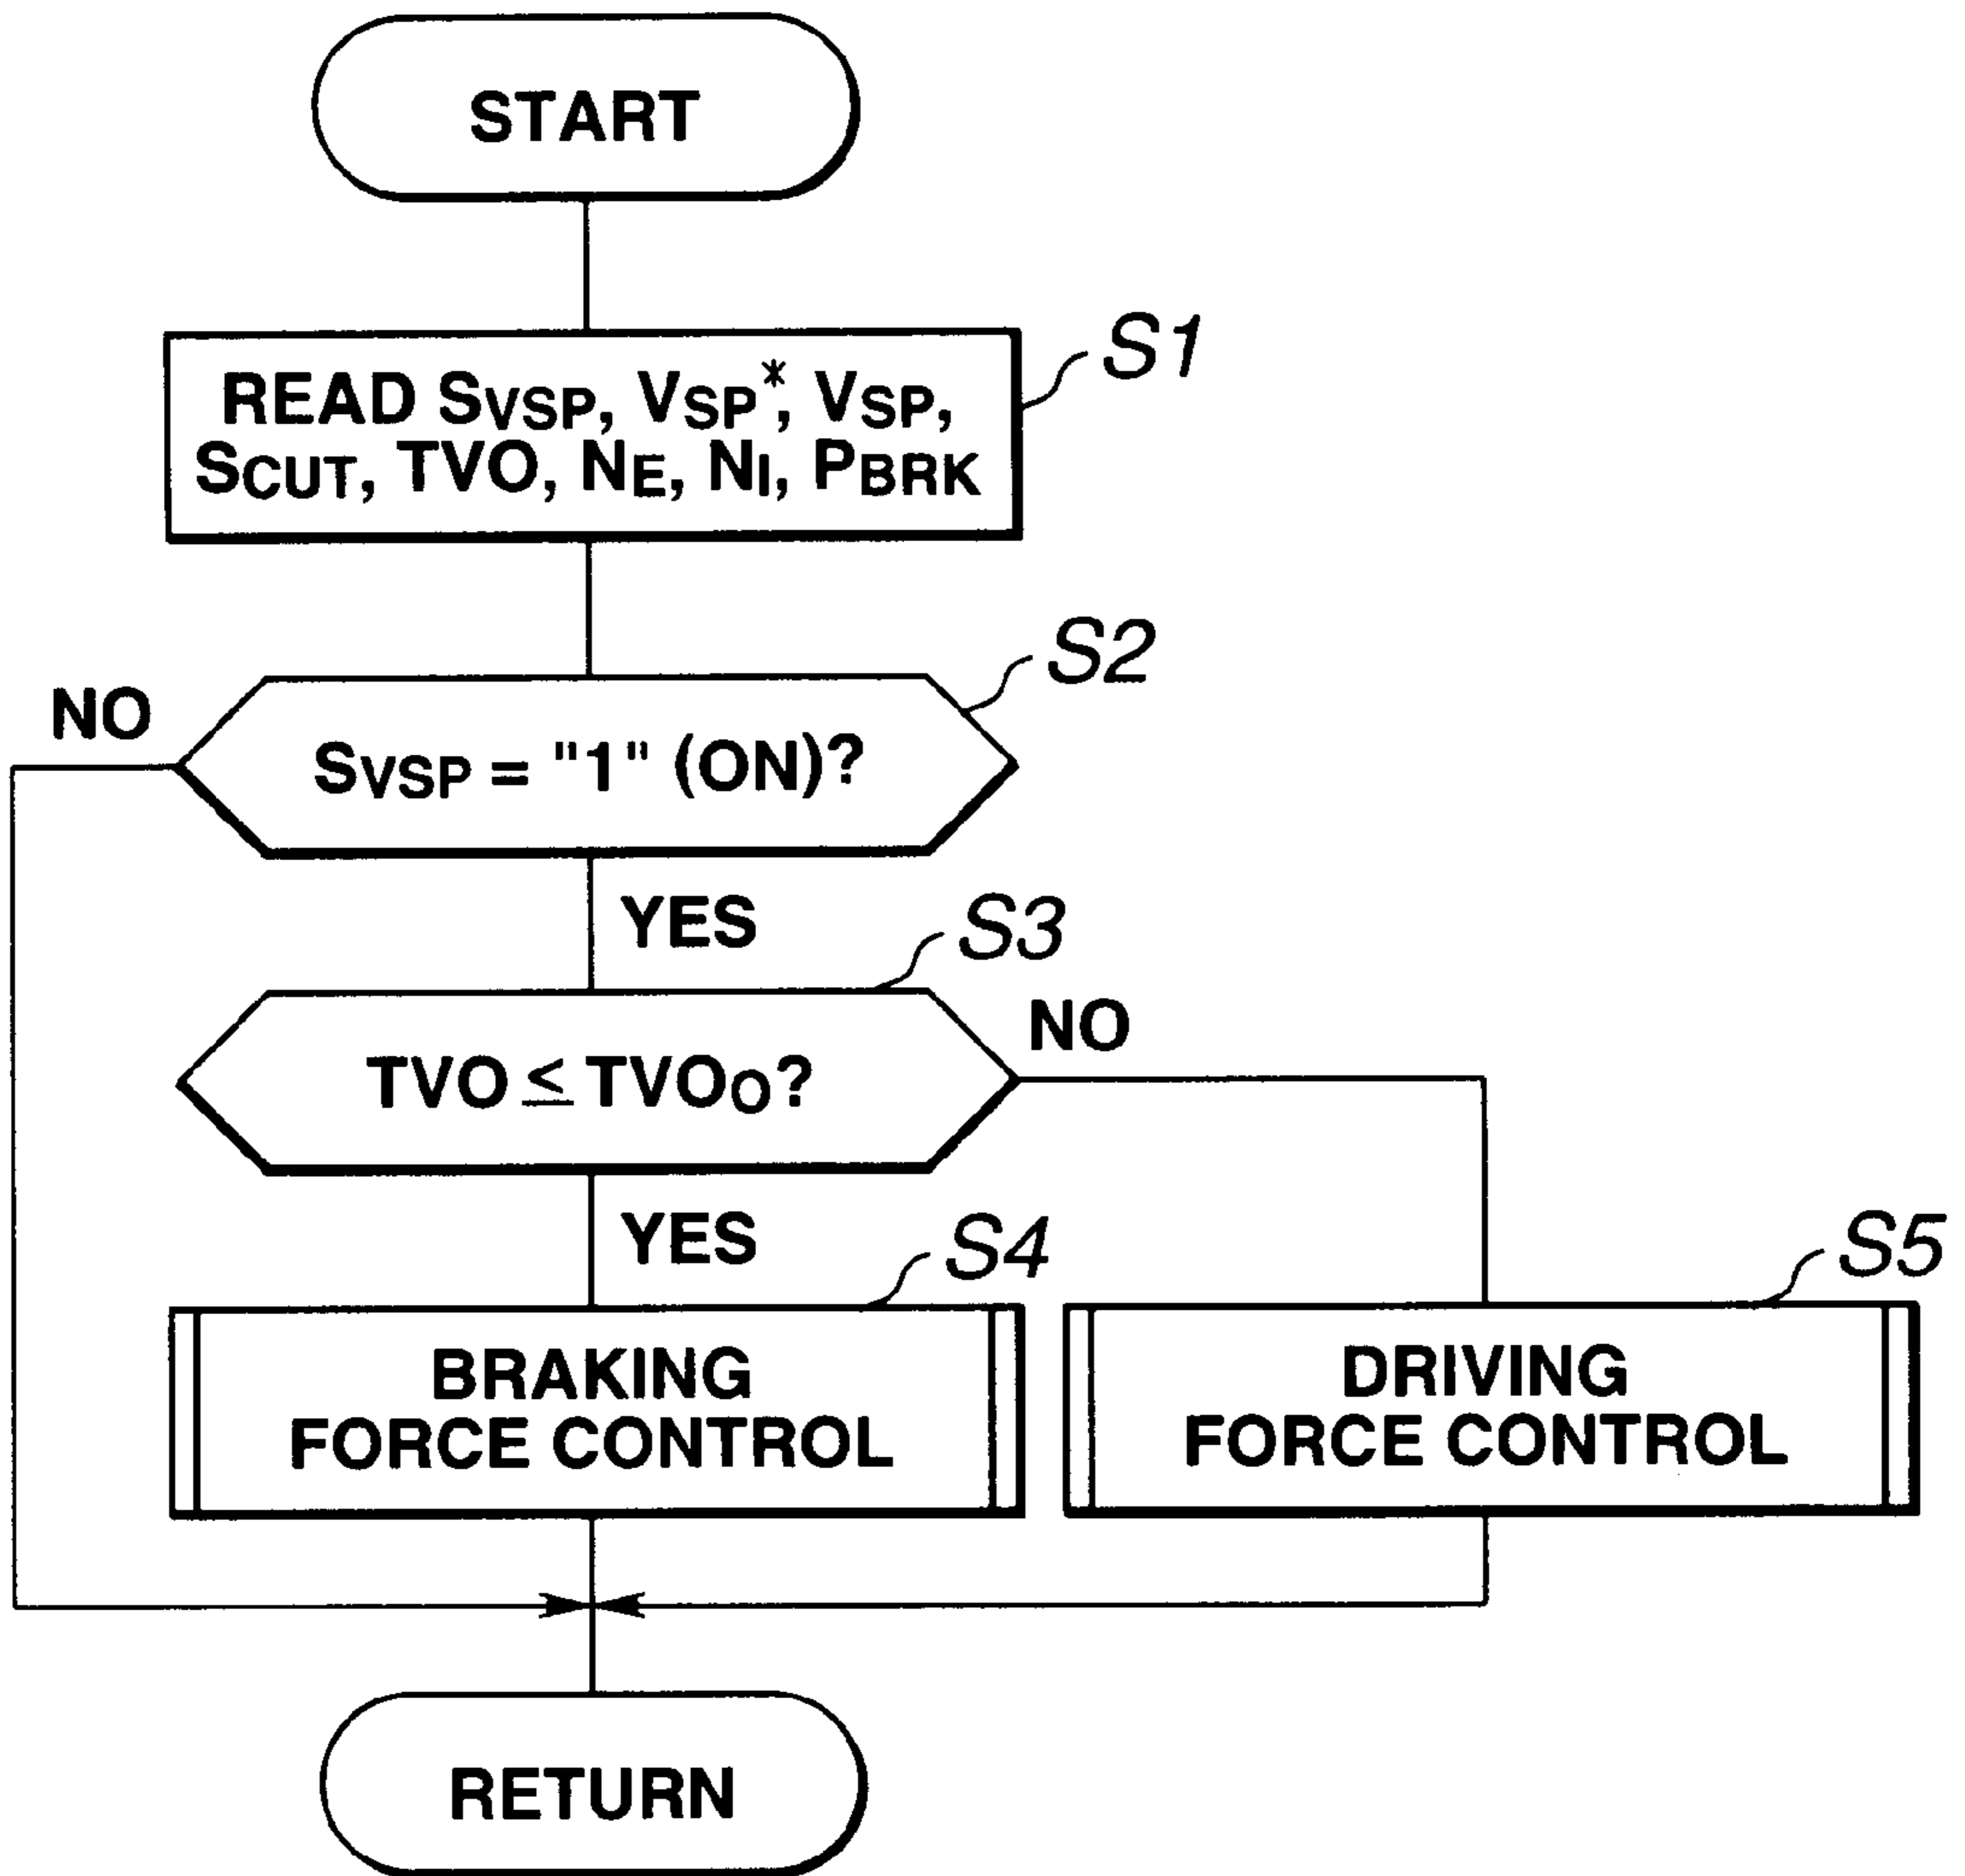 START
READ SVSP, VSP*, VSP,
SCUT, TVO, NE, NI, PBRK
S1
S2
NO
SVSP = "1" (ON)?
YES
S3
NO
TVO ≤ TVOO?
YES
S4
S5
BRAKING
FORCE CONTROL
DRIVING
FORCE CONTROL
RETURN